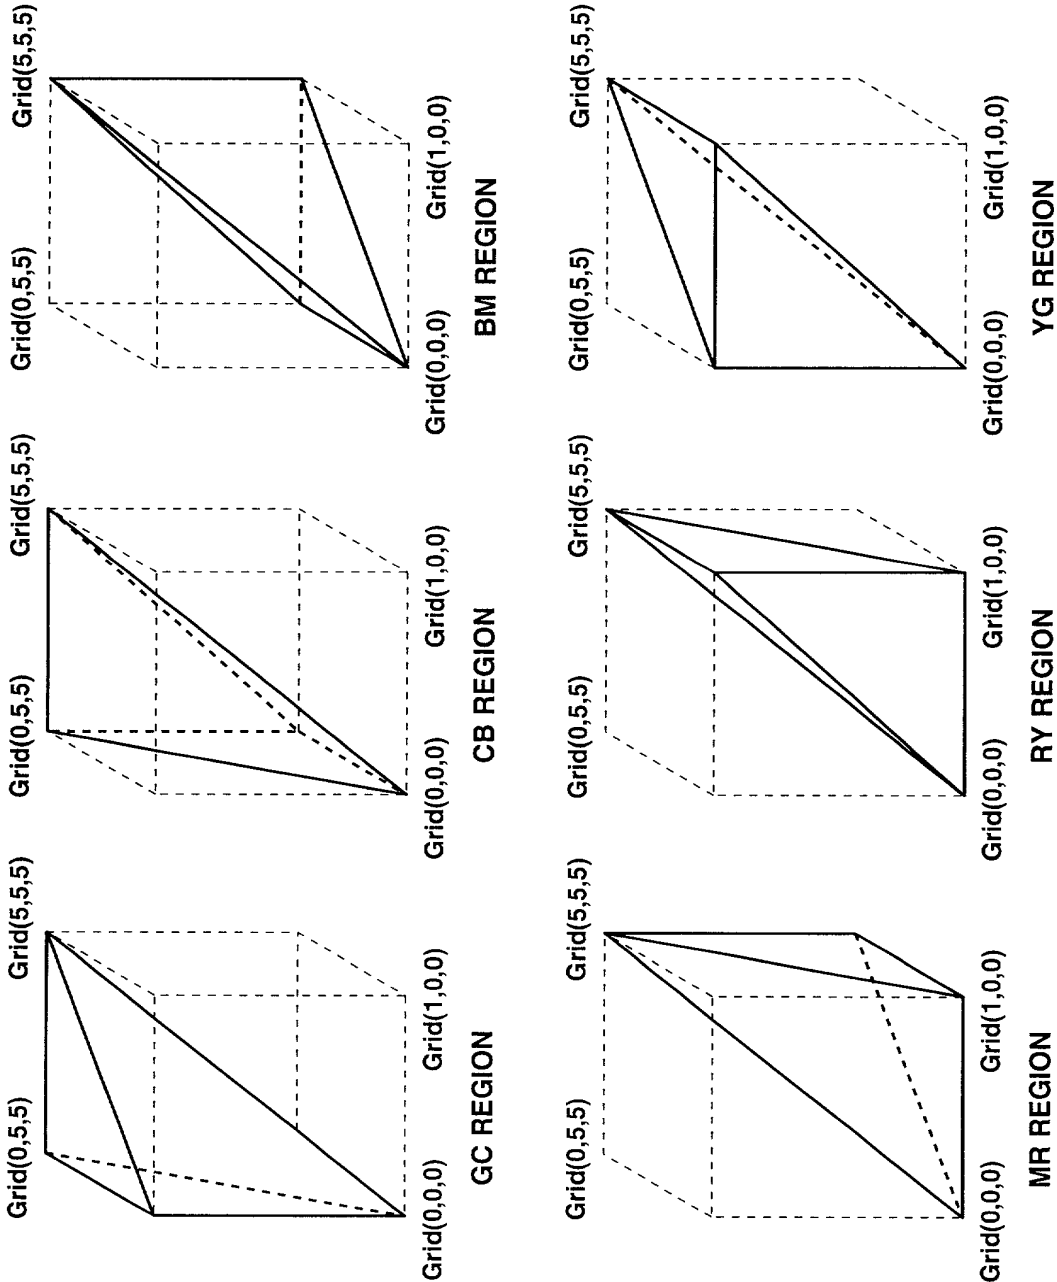 Grid(0,5,5)
Grid(5,5,5)
Grid(0,0,0)
Grid(1,0,0)
GC REGION
Grid(0,5,5)
Grid(5,5,5)
Grid(0,0,0)
Grid(1,0,0)
CB REGION
Grid(0,5,5)
Grid(5,5,5)
Grid(0,0,0)
Grid(1,0,0)
BM REGION
Grid(0,5,5)
Grid(5,5,5)
Grid(0,0,0)
Grid(1,0,0)
MR REGION
Grid(0,5,5)
Grid(5,5,5)
Grid(0,0,0)
Grid(1,0,0)
RY REGION
Grid(0,5,5)
Grid(5,5,5)
Grid(0,0,0)
Grid(1,0,0)
YG REGION